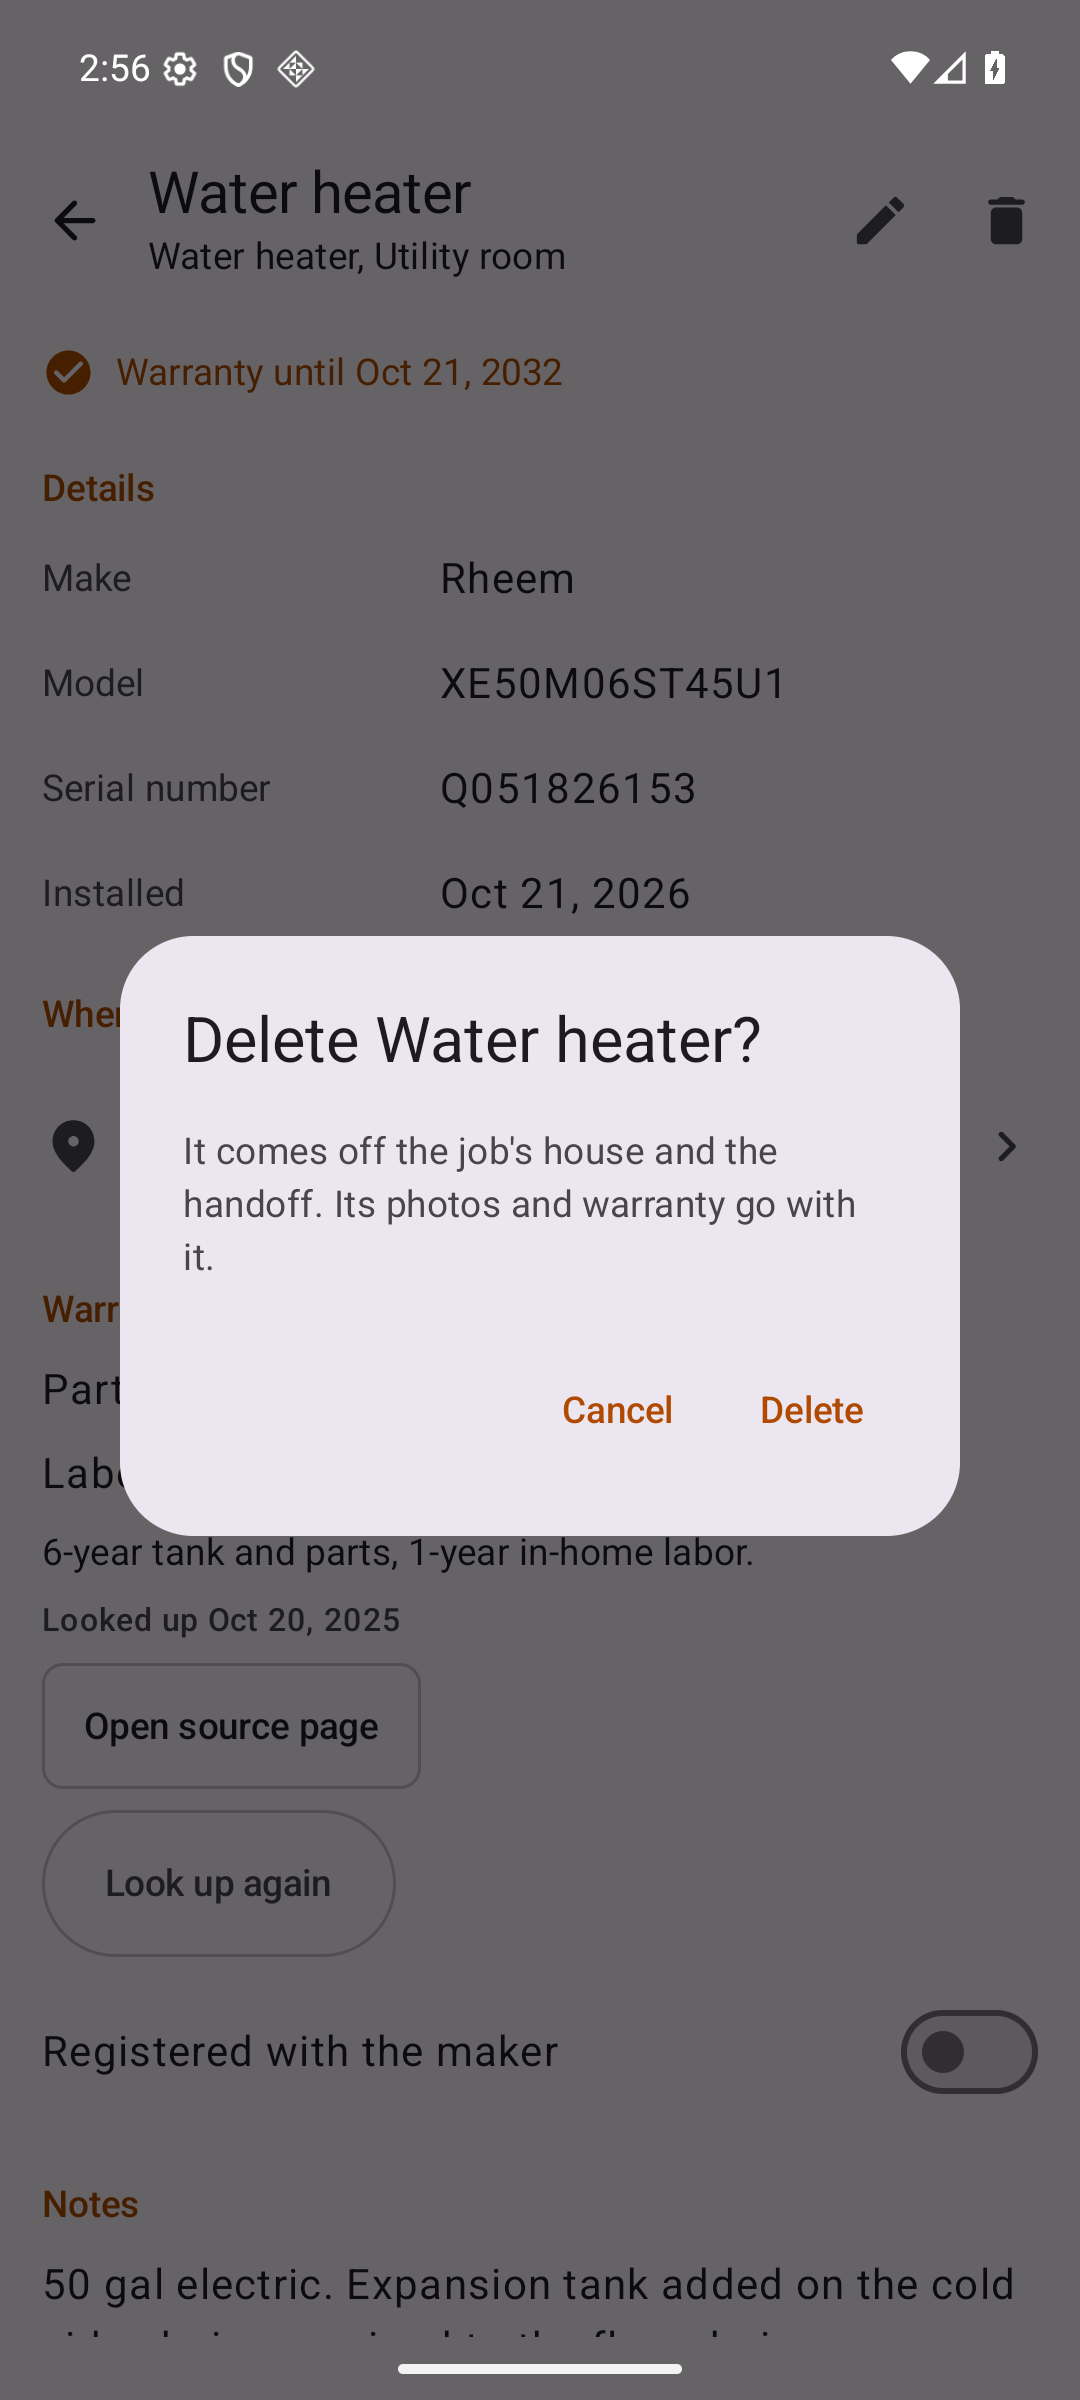 2:56
Water heater
Water heater, Utility room
Warranty until Oct 21, 2032
Details
Make Rheem
Model XE50M06ST45U1
Serial number Q051826153
Installed Oct 21, 2026
Delete Water heater?
It comes off the job's house and the
handoff. Its photos and warranty go with
it.
Cancel Delete
6-year tank and parts, 1-year in-home labor.
Looked up Oct 20, 2025
Open source page
Look up again
Registered with the maker
Notes
50 gal electric. Expansion tank added on the cold